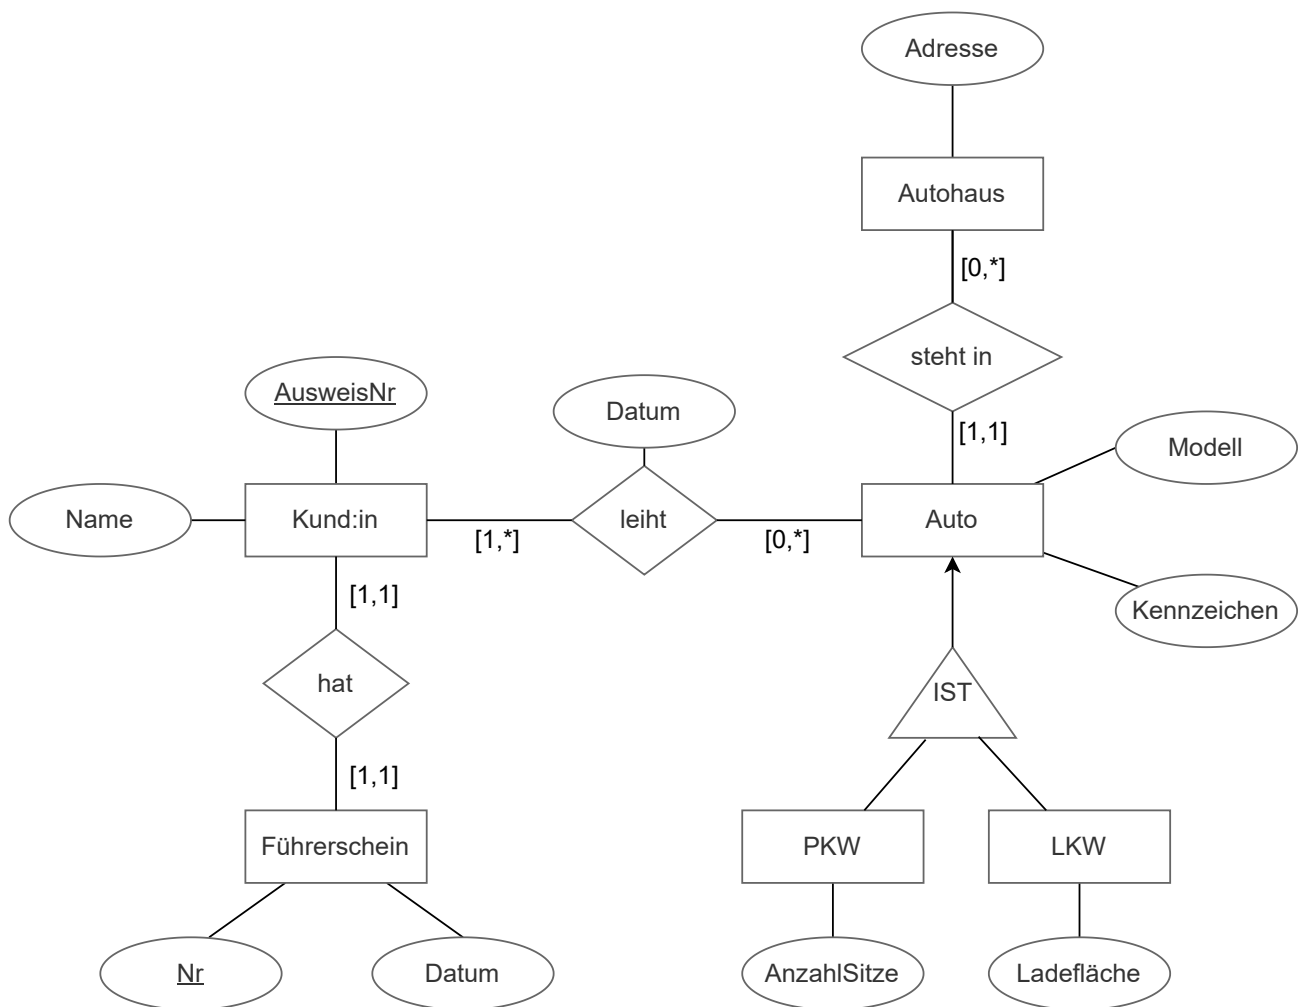 Adresse
Autohaus
[0,*]
steht in
[1,1]
AusweisNr
Datum
Modell
Name
Kund:in
[1,*]
leiht
[0,*]
Auto
[1,1]
Kennzeichen
hat
IST
[1,1]
Führerschein
PKW
LKW
Nr
Datum
AnzahlSitze
Ladefläche